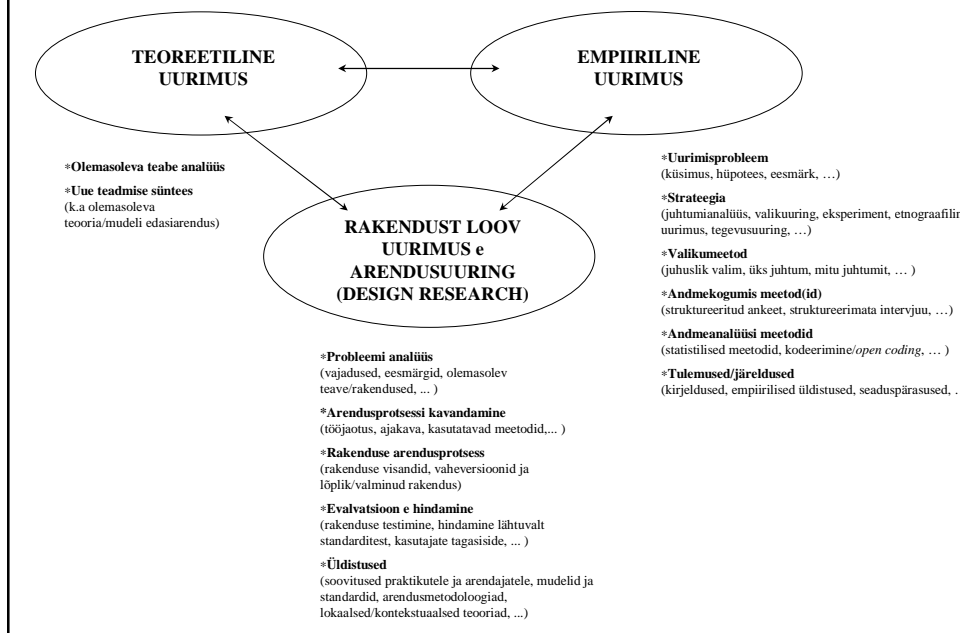 TEOREETILINE
UURIMUS
EMPIIRILINE
UURIMUS
*Olemasoleva teabe analüüs
*Uue teadmise süntees
(k.a olemasoleva
teooria/mudeli edasiarendus)
RAKENDUST LOOV
UURIMUS e
ARENDUSUURING
(DESIGN RESEARCH)
*Uurimisprobleem
(küsimus, hüpotees, eesmärk, …)
*Strateegia
(juhtumianalüüs, valikuuring, eksperiment, etnograafilin
uurimus, tegevusuuring, …)
*Valikumeetod
(juhuslik valim, üks juhtum, mitu juhtumit, … )
*Andmekogumis meetod(id)
(struktureeritud ankeet, struktureerimata intervjuu, …)
*Andmeanalüüsi meetodid
(statistilised meetodid, kodeerimine/open coding, … )
*Tulemused/järeldused
(kirjeldused, empiirilised üldistused, seaduspärasused, .
*Probleemi analüüs
(vajadused, eesmärgid, olemasolev
teave/rakendused, ... )
*Arendusprotsessi kavandamine
(tööjaotus, ajakava, kasutatavad meetodid,... )
*Rakenduse arendusprotsess
(rakenduse visandid, vaheversioonid ja
lõplik/valminud rakendus)
*Evalvatsioon e hindamine
(rakenduse testimine, hindamine lähtuvalt
standarditest, kasutajate tagasiside, ... )
*Üldistused
(soovitused praktikutele ja arendajatele, mudelid ja
standardid, arendusmetodoloogiad,
lokaalsed/kontekstuaalsed teooriad, ...)